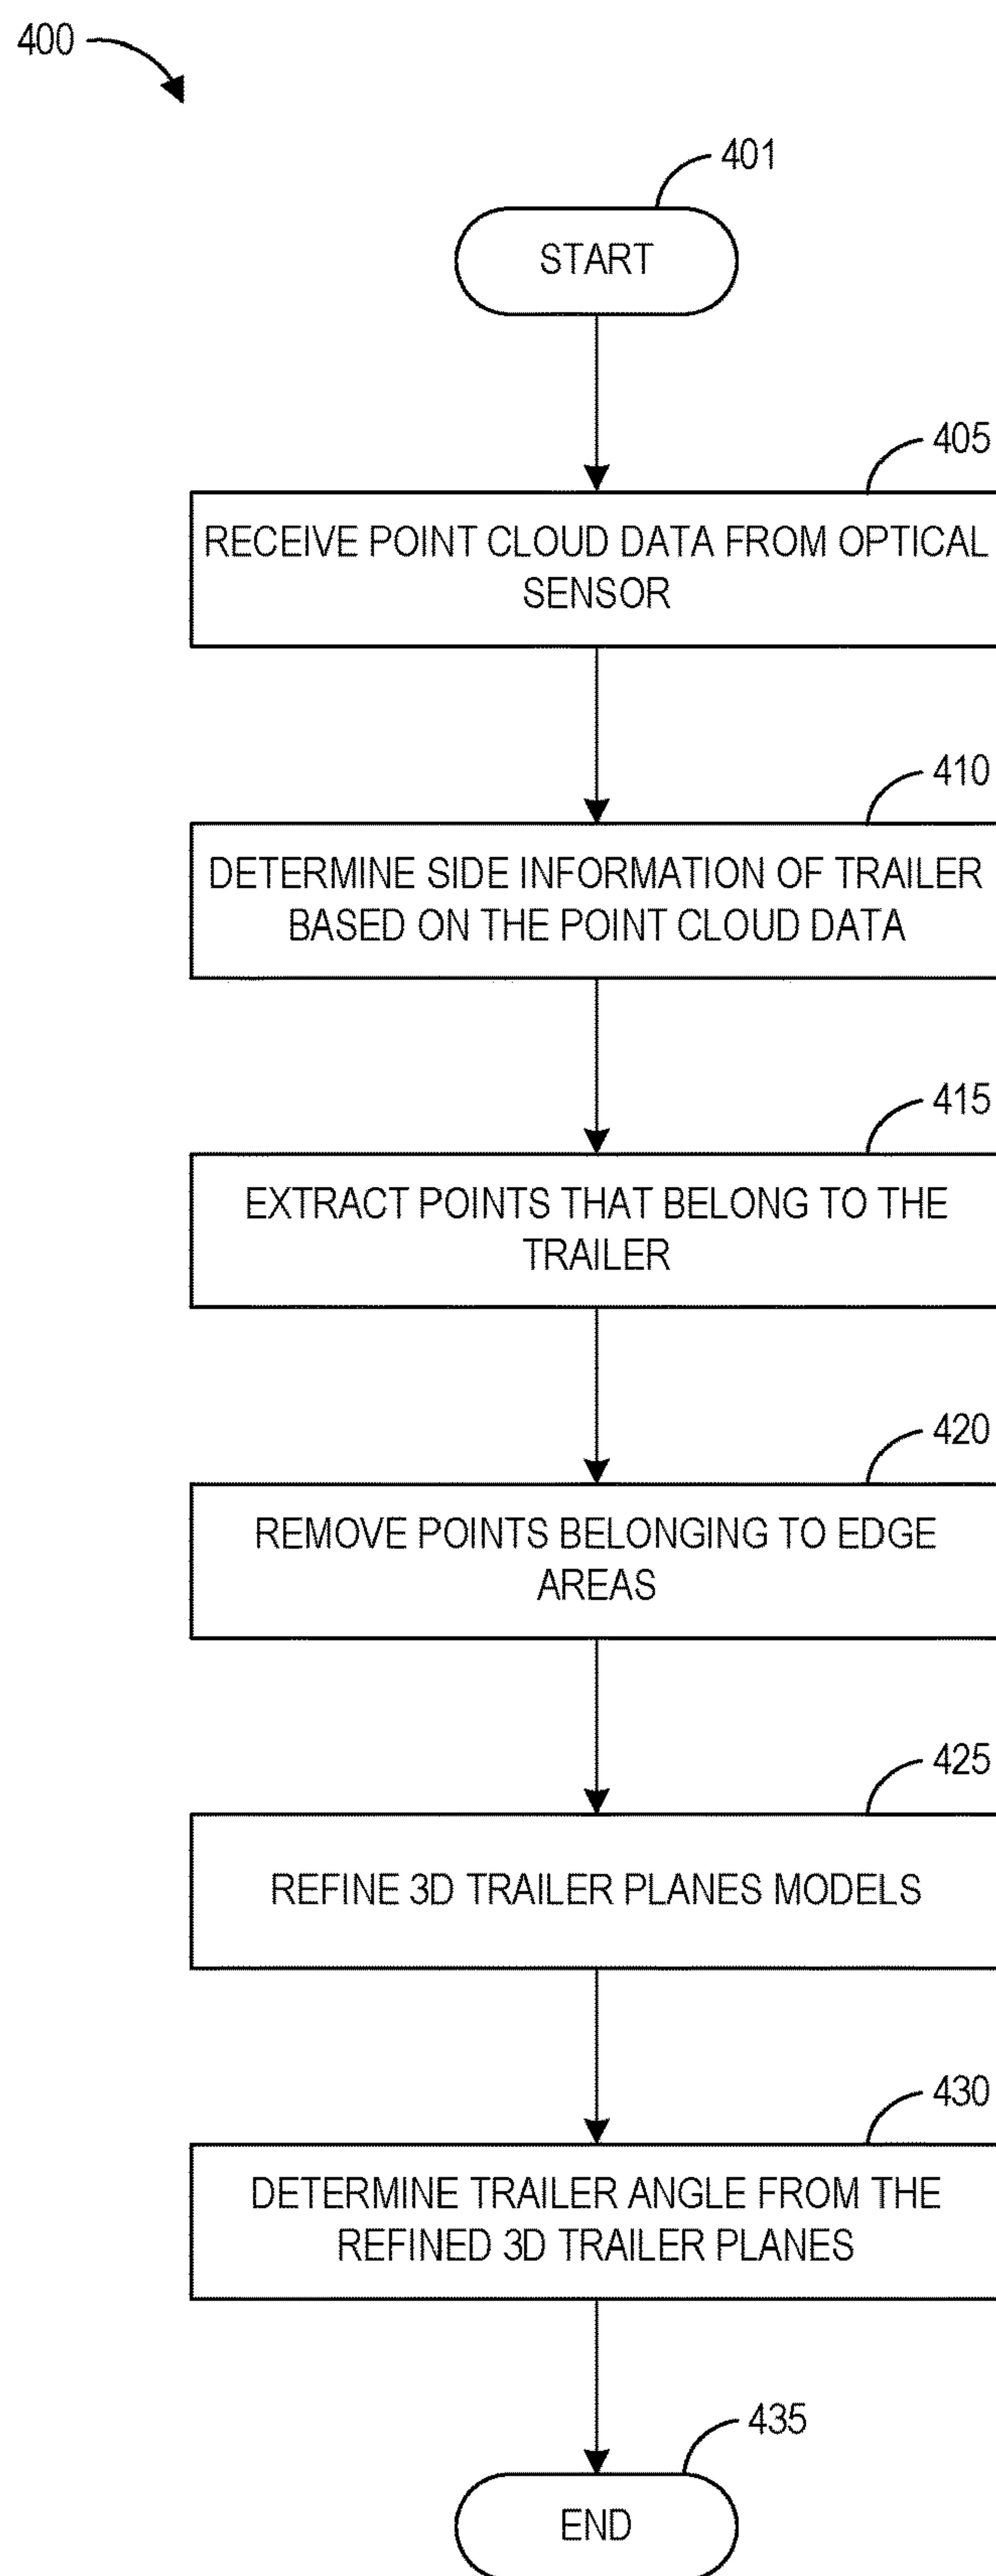 400
401
START
405
RECEIVE POINT CLOUD DATA FROM OPTICAL
SENSOR
410
DETERMINE SIDE INFORMATION OF TRAILER
BASED ON THE POINT CLOUD DATA
415
EXTRACT POINTS THAT BELONG TO THE
TRAILER
420
REMOVE POINTS BELONGING TO EDGE
AREAS
425
REFINE 3D TRAILER PLANES MODELS
430
DETERMINE TRAILER ANGLE FROM THE
REFINED 3D TRAILER PLANES
435
END